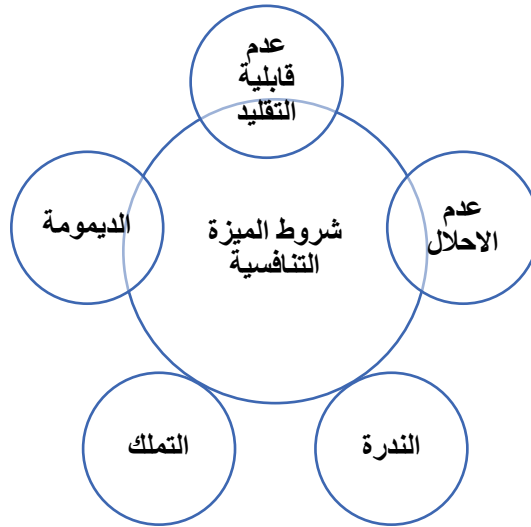 عدم
قابلية
التقليد
عدم
الاحلال
الديمومة
شروط الميزة
التنافسية
الندرة
التملك